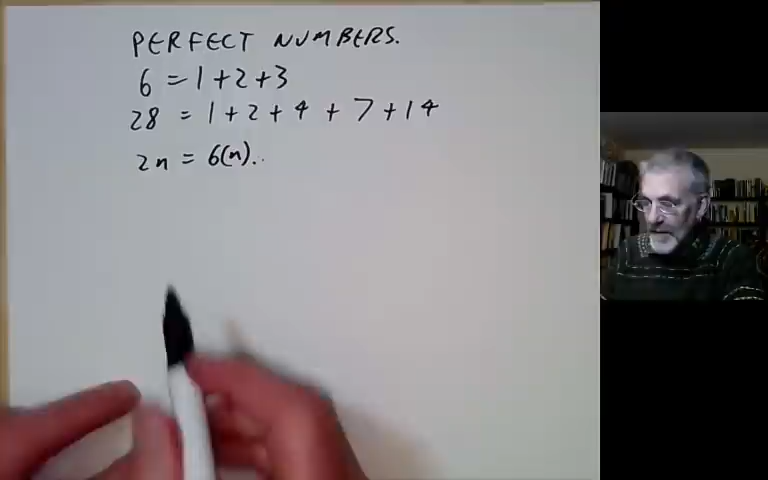 PERFECT NUMBERS.
6 = 1 + 2 + 3
28 = 1 + 2 + 4 + 7 + 14
2n = σ(n)..